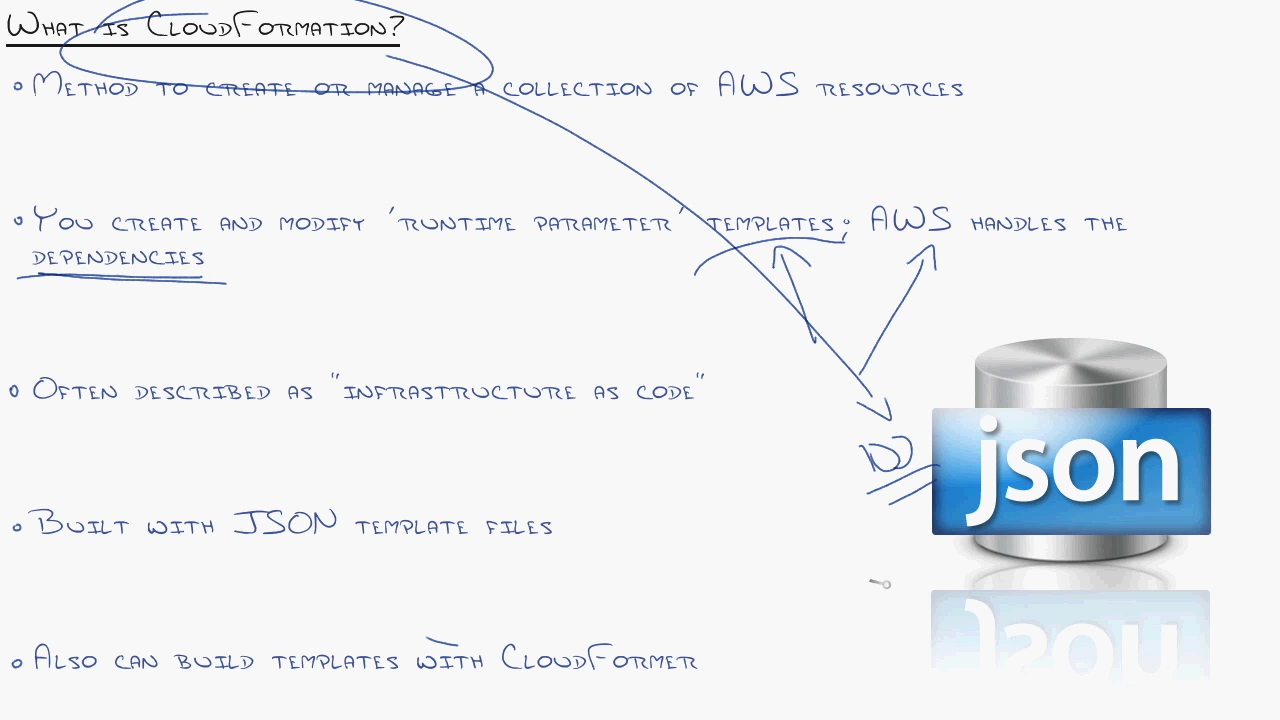 What is CloudFormation?
Method to create or manage a collection of AWS resources
You create and modify 'runtime parameter' templates; AWS handles the
dependencies
Often described as "infrastructure as code"
json
Built with JSON template files
Also can build templates with CloudFormer